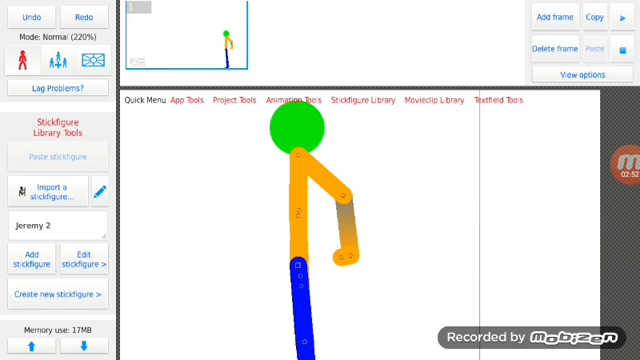 Undo Redo
Mode: Normal (220%)
Lag Problems?
Stickfigure
Library Tools
Paste stickfigure
Import a
stickfigure...
Jeremy 2
Add
stickfigure
Edit
stickfigure >
Create new stickfigure >
Memory use: 17MB
1
Add frame Copy
Delete frame Paste
View options
Quick Menu App Tools Project Tools Animation Tools Stickfigure Library Movieclip Library Textfield Tools
02:52
Recorded by MOBIZEN